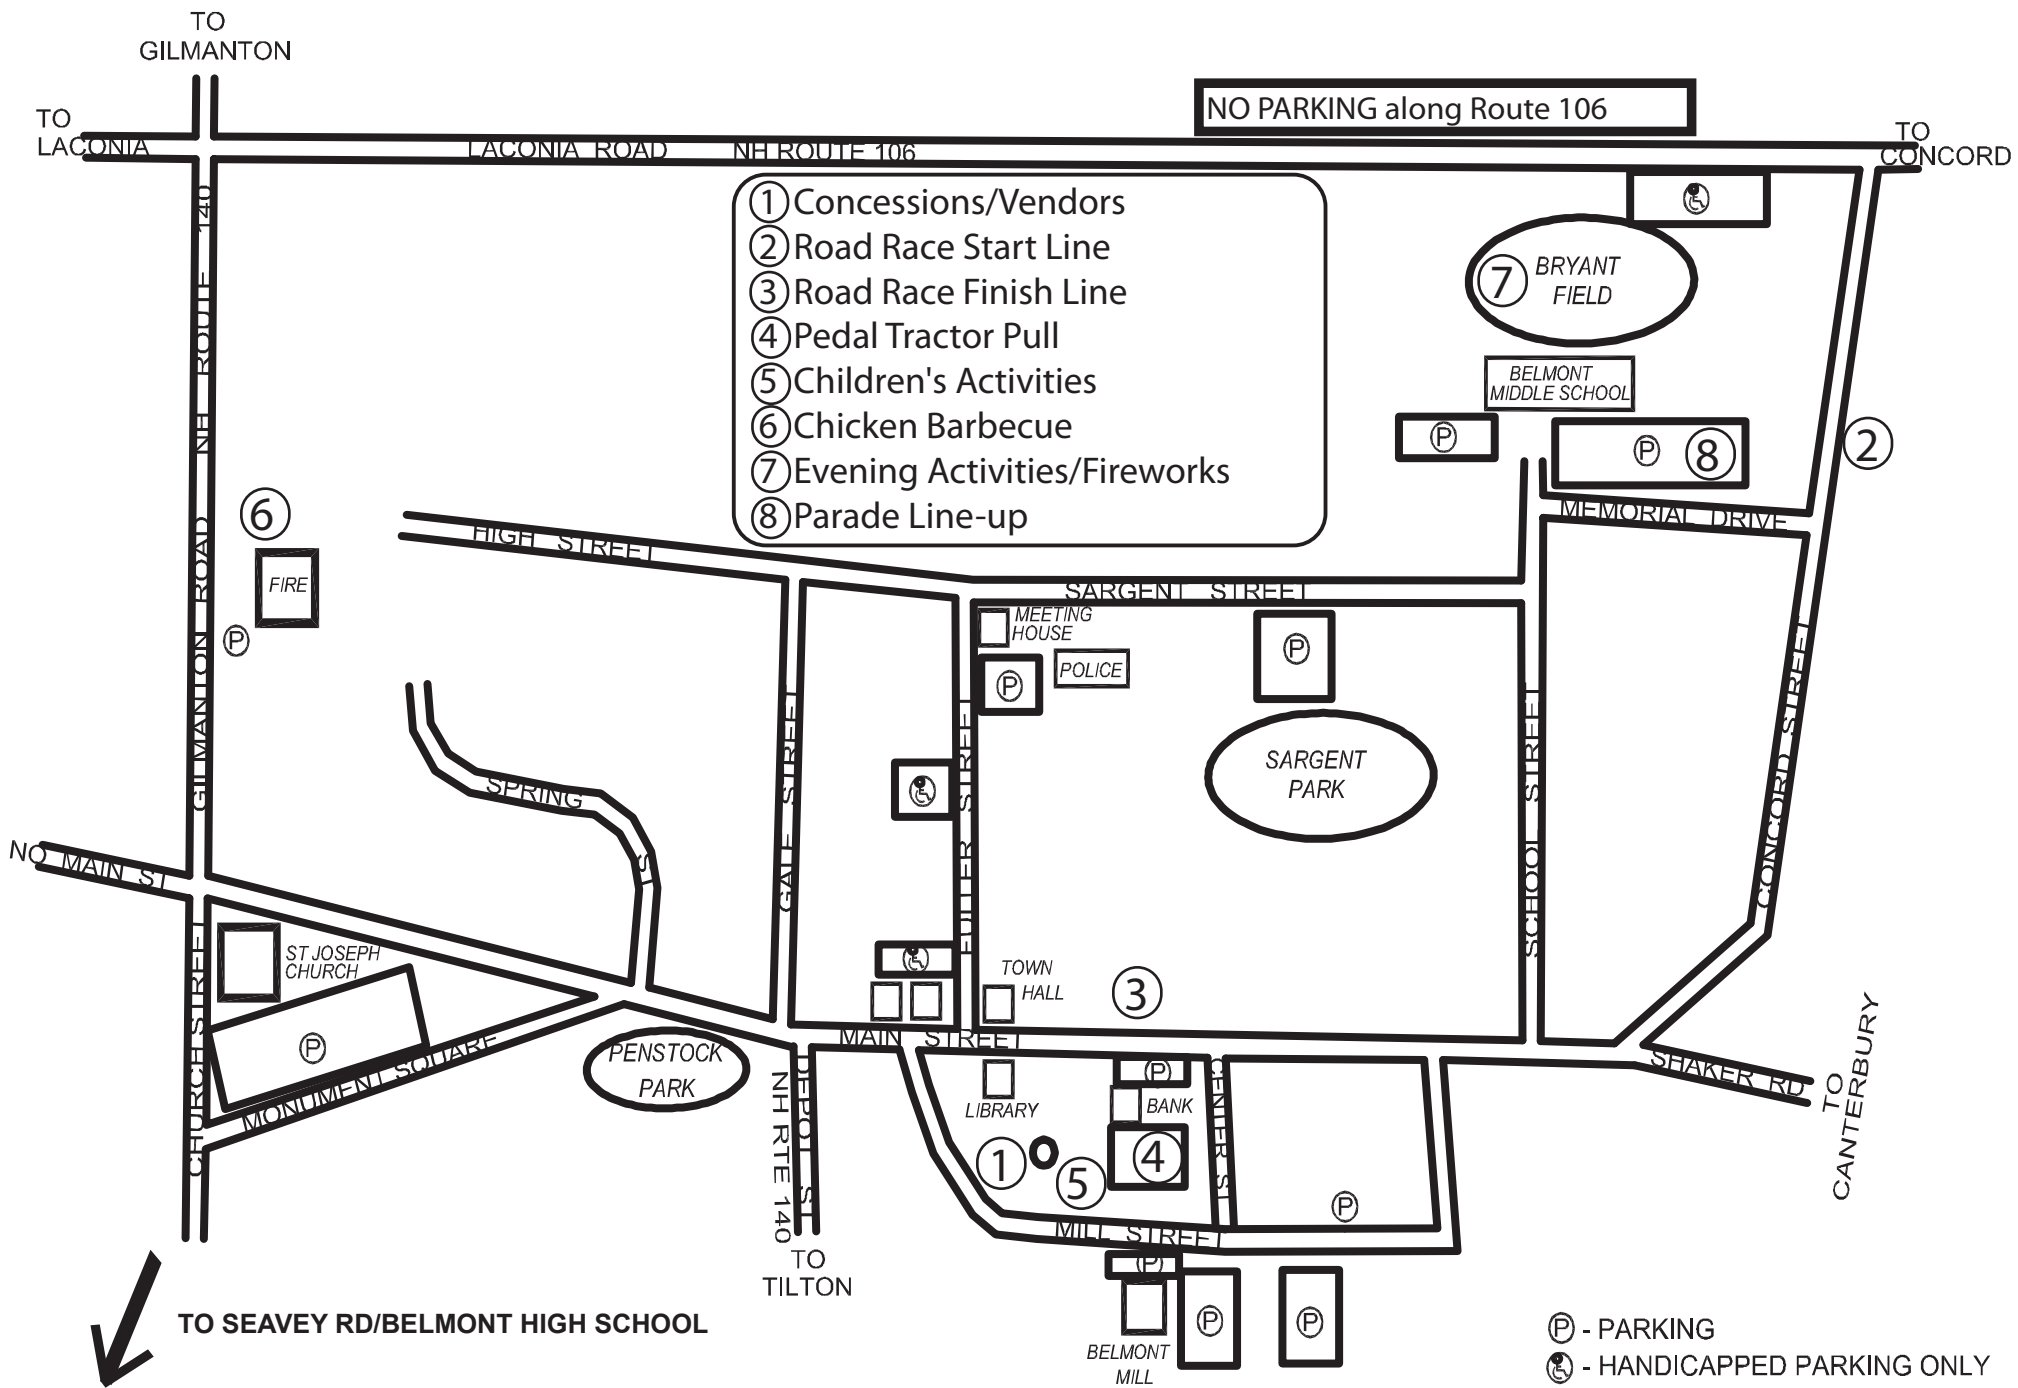 TO
GILMANTON
TO
LACONIA
NO PARKING along Route 106
TO
CONCORD
LACONIA ROAD NH ROUTE 106
① Concessions/Vendors
② Road Race Start Line
③ Road Race Finish Line
④ Pedal Tractor Pull
⑤ Children's Activities
⑥ Chicken Barbecue
⑦ Evening Activities/Fireworks
⑧ Parade Line-up
GILMANTON ROAD NH ROUTE 140
⑦
BRYANT
FIELD
BELMONT
MIDDLE SCHOOL
Ⓟ
Ⓟ
⑧
②
MEMORIAL DRIVE
⑥
FIRE
Ⓟ
HIGH STREET
SARGENT STREET
MEETING
HOUSE
POLICE
Ⓟ
Ⓟ
SARGENT
PARK
SPRING
ST
GATE STREET
FULLER STREET
SCHOOL STREET
CONCORD STREET
NO MAIN ST
ST JOSEPH
CHURCH
Ⓟ
CHURCH STREET
MONUMENT SQUARE
PENSTOCK
PARK
MAIN STREET
TOWN
HALL
③
LIBRARY
Ⓟ
BANK
①
⑤
④
CENTER ST
Ⓟ
SHAKER RD
TO
CANTERBURY
NH RTE 140
DEPOT ST
TO
TILTON
MILL STREET
Ⓟ
BELMONT
MILL
Ⓟ
Ⓟ
TO SEAVEY RD/BELMONT HIGH SCHOOL
Ⓟ - PARKING
- HANDICAPPED PARKING ONLY